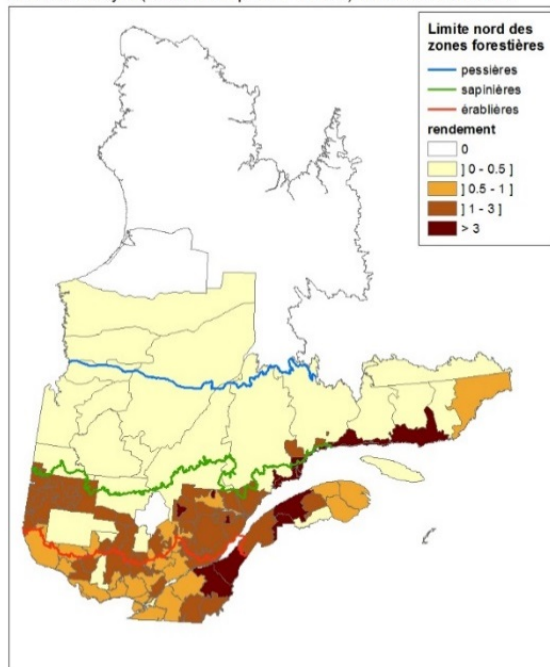 Limite nord des
zones forestières
pessières
sapinières
érablières
rendement
0
] 0 - 0.5 ]
] 0.5 - 1 ]
] 1 - 3 ]
> 3